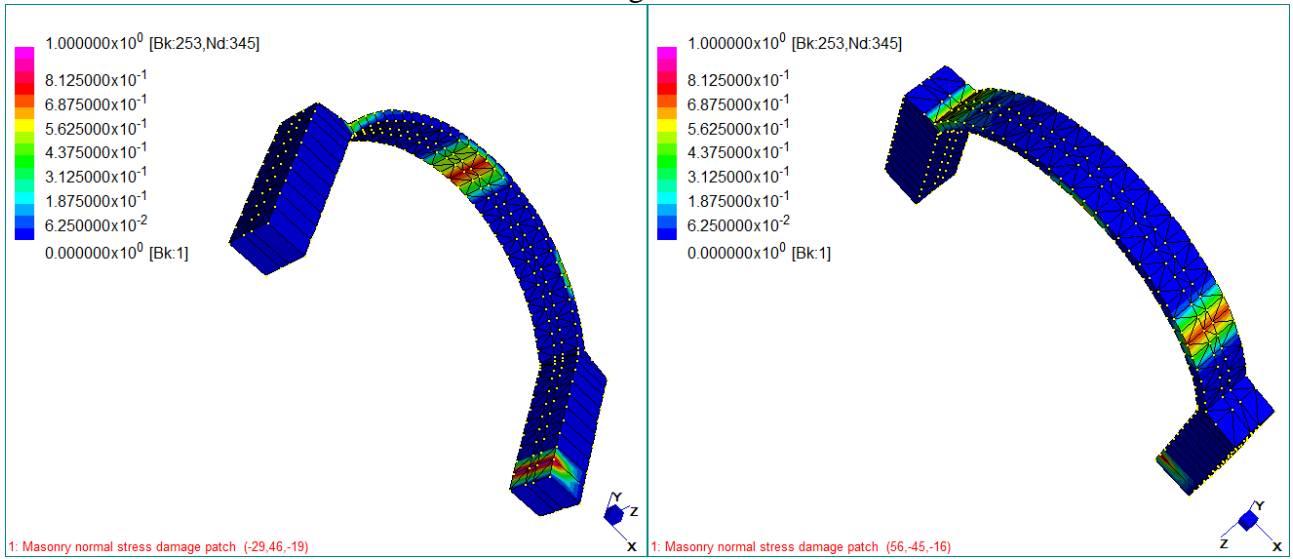 1.000000x10⁰ [Bk:253,Nd:345]
8.125000x10⁻¹
6.875000x10⁻¹
5.625000x10⁻¹
4.375000x10⁻¹
3.125000x10⁻¹
1.875000x10⁻¹
6.250000x10⁻²
0.000000x10⁰ [Bk:1]
Y
Z
X
1: Masonry normal stress damage patch (-29,46,-19)
1.000000x10⁰ [Bk:253,Nd:345]
8.125000x10⁻¹
6.875000x10⁻¹
5.625000x10⁻¹
4.375000x10⁻¹
3.125000x10⁻¹
1.875000x10⁻¹
6.250000x10⁻²
0.000000x10⁰ [Bk:1]
Y
Z
X
1: Masonry normal stress damage patch (56,-45,-16)